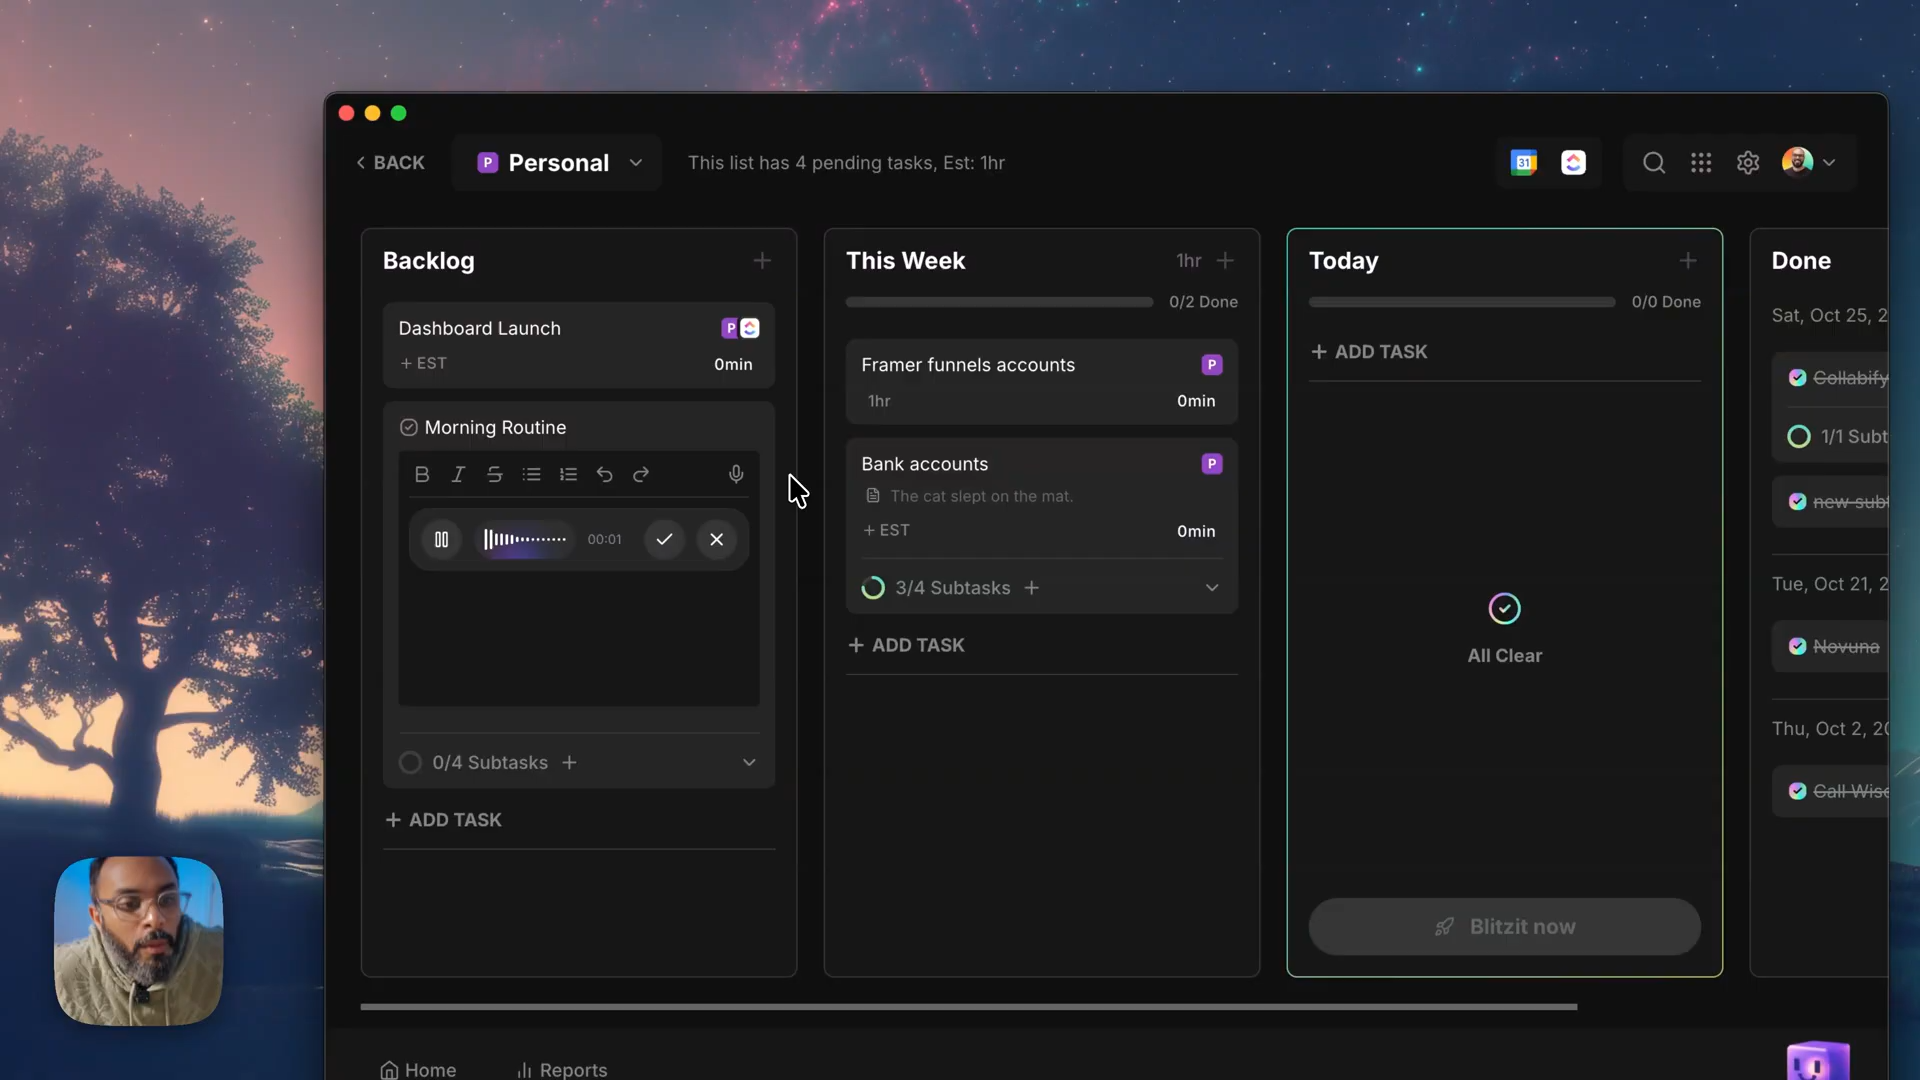 BACK
P Personal
This list has 4 pending tasks, Est: 1hr
31
Backlog
Dashboard Launch
P
+ EST
0min
Morning Routine
B I S
00:01
0/4 Subtasks +
+ ADD TASK
This Week
1hr +
0/2 Done
Framer funnels accounts
P
1hr
0min
Bank accounts
P
The cat slept on the mat.
+ EST
0min
3/4 Subtasks +
+ ADD TASK
Today
0/0 Done
+ ADD TASK
All Clear
Blitzit now
Done
Sat, Oct 25, 2
Collabify
1/1 Subt
new sub
Tue, Oct 21, 2
Novuna
Thu, Oct 2, 20
Call Wis
Home
Reports